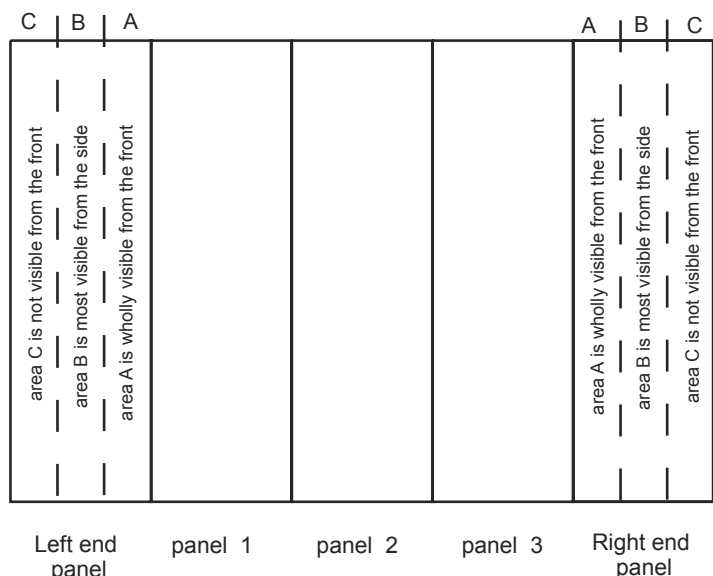 C B A
A B C
area C is not visible from the front
area B is most visible from the side
area A is wholly visible from the front
area A is wholly visible from the front
area B is most visible from the side
area C is not visible from the front
Left end
panel
panel 1
panel 2
panel 3
Right end
panel